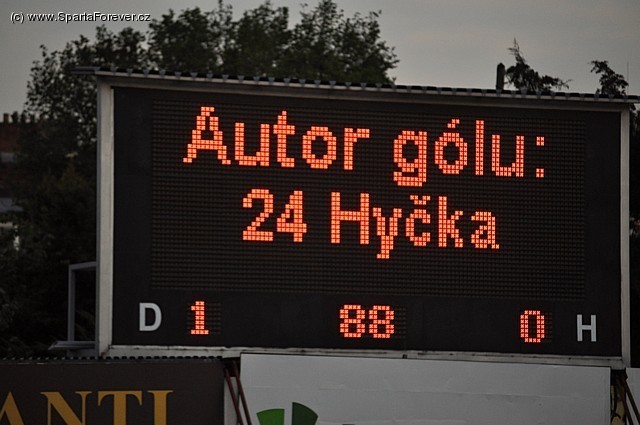 (c) www.SpartaForever.cz
Autor gólu:
24 Hyčka
D 1 88 0 H
ANTI